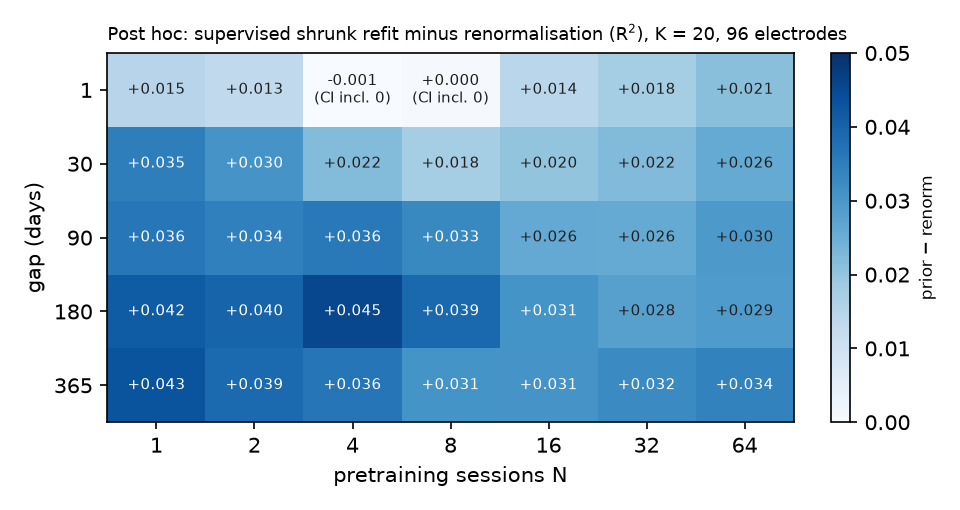 Post hoc: supervised shrunk refit minus renormalisation (R²), K = 20, 96 electrodes
gap (days)
1
+0.015 +0.013 -0.001 (CI incl. 0) +0.000 (CI incl. 0) +0.014 +0.018 +0.021
30
+0.035 +0.030 +0.022 +0.018 +0.020 +0.022 +0.026
90
+0.036 +0.034 +0.036 +0.033 +0.026 +0.026 +0.030
180
+0.042 +0.040 +0.045 +0.039 +0.031 +0.028 +0.029
365
+0.043 +0.039 +0.036 +0.031 +0.031 +0.032 +0.034
1 2 4 8 16 32 64
pretraining sessions N
0.05
0.04
0.03
0.02
0.01
0.00
prior − renorm